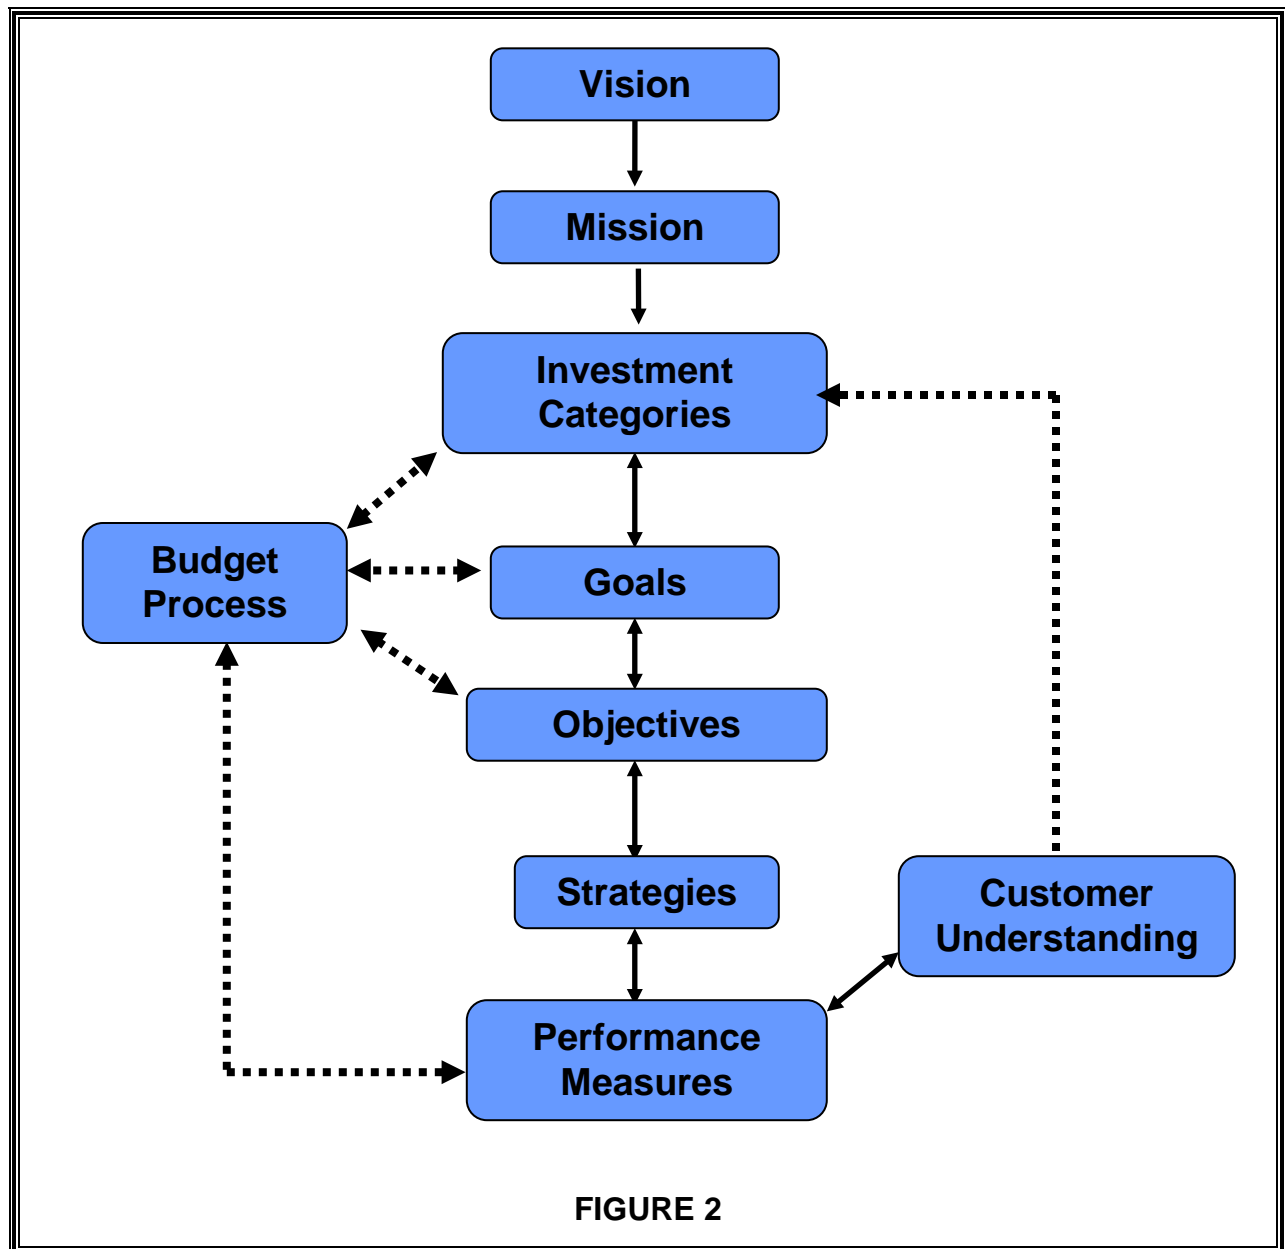 Vision
Mission
Investment
Categories
Budget
Process
Goals
Objectives
Strategies
Customer
Understanding
Performance
Measures
FIGURE 2